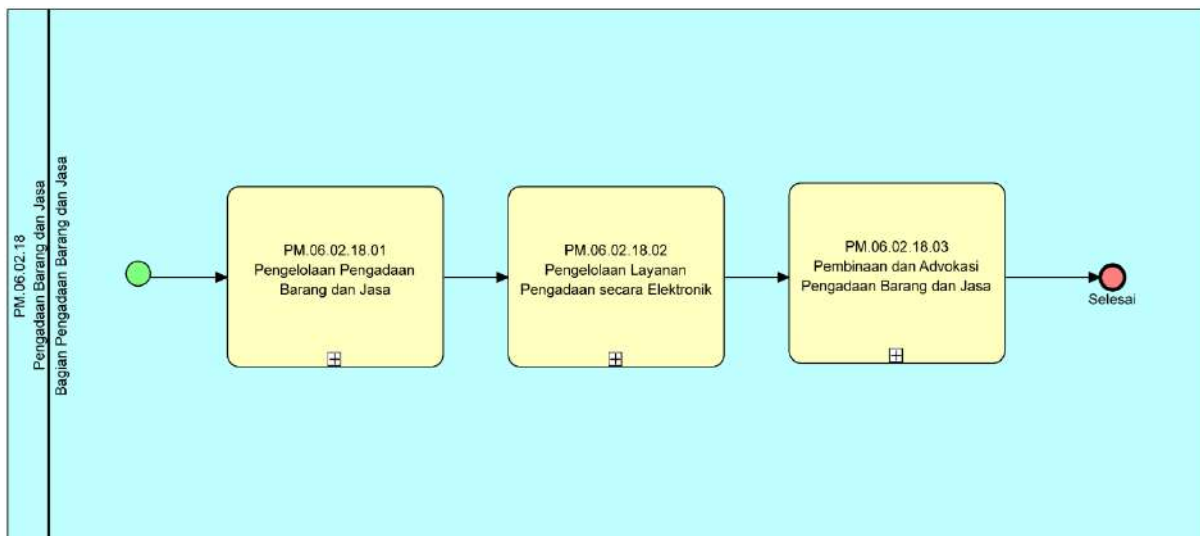 PM.06.02.18
Pengadaan Barang dan Jasa
Bagian Pengadaan Barang dan Jasa
PM.06.02.18.01
Pengelolaan Pengadaan
Barang dan Jasa
PM.06.02.18.02
Pengelolaan Layanan
Pengadaan secara Elektronik
PM.06.02.18.03
Pembinaan dan Advokasi
Pengadaan Barang dan Jasa
Selesai